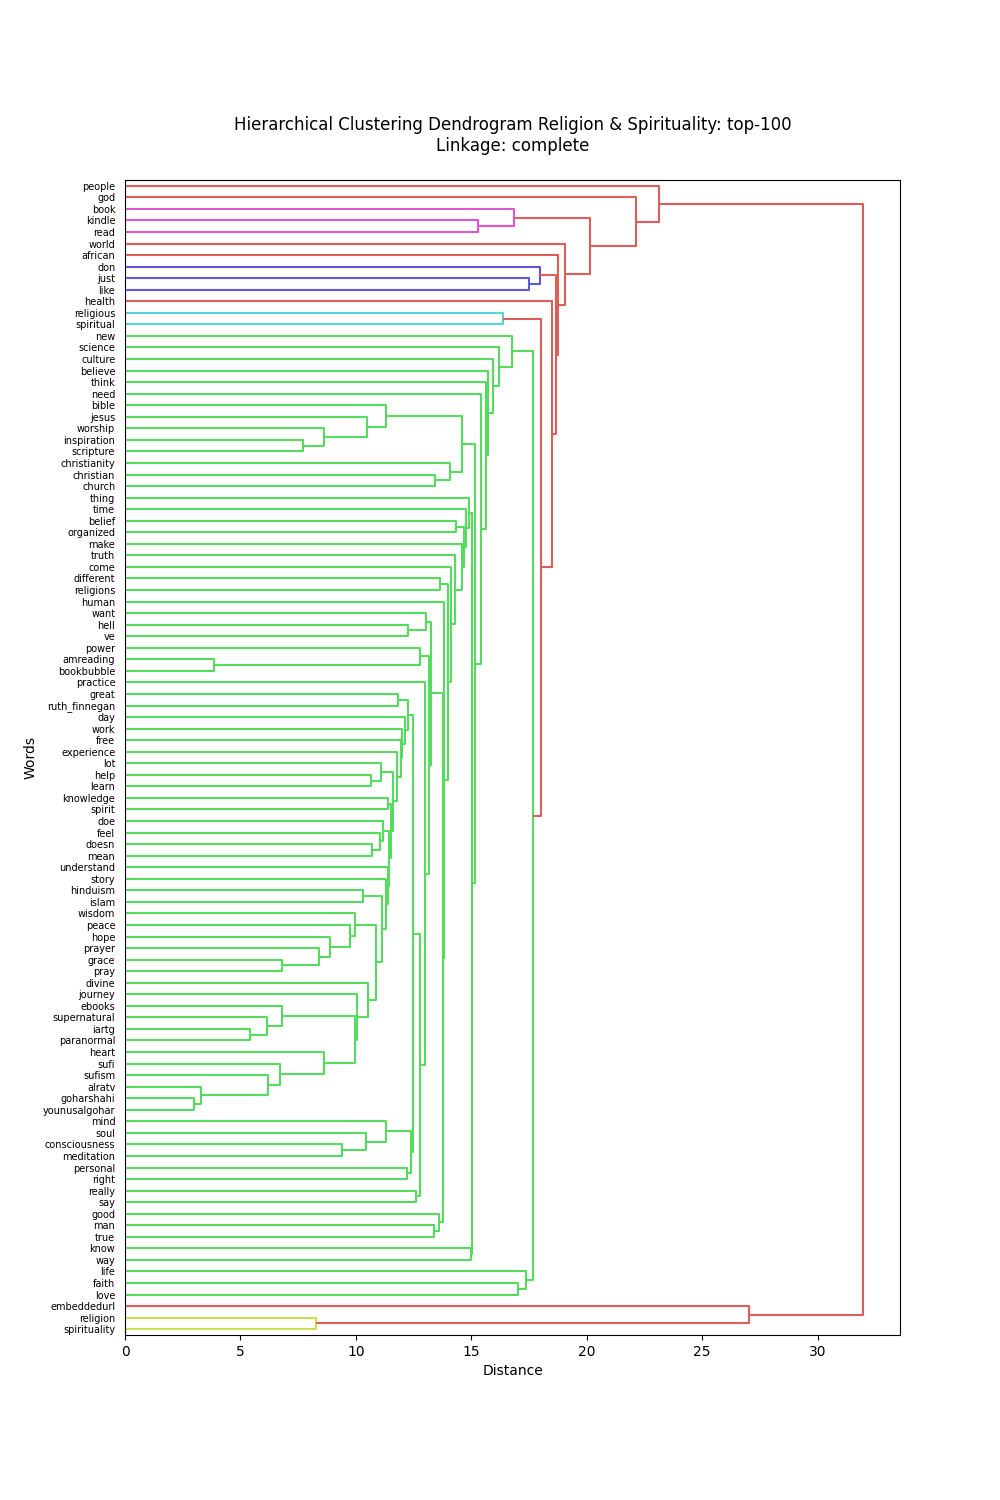 Hierarchical Clustering Dendrogram Religion & Spirituality: top-100
Linkage: complete
people
god
book
kindle
read
world
african
don
just
like
health
religious
spiritual
new
science
culture
believe
think
need
bible
jesus
worship
inspiration
scripture
christianity
christian
church
thing
time
belief
organized
make
truth
come
different
religions
human
want
hell
ve
power
amreading
bookbubble
practice
great
ruth_finnegan
day
work
free
experience
lot
help
learn
knowledge
spirit
doe
feel
doesn
mean
understand
story
hinduism
islam
wisdom
peace
hope
prayer
grace
pray
divine
journey
ebooks
supernatural
iartg
paranormal
heart
sufi
sufism
alratv
goharshahi
younusalgohar
mind
soul
consciousness
meditation
personal
right
really
say
good
man
true
know
way
life
faith
love
embeddedurl
religion
spirituality
Words
0 5 10 15 20 25 30
Distance